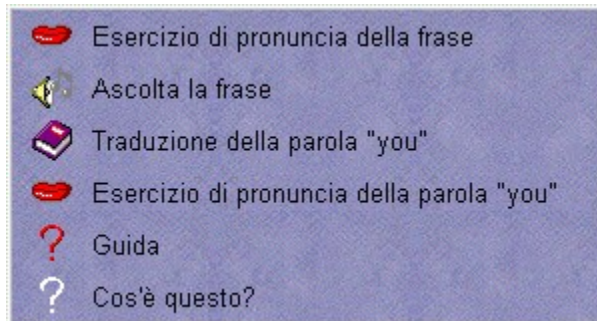 Esercizio di pronuncia della frase
Ascolta la frase
Traduzione della parola "you"
Esercizio di pronuncia della parola "you"
Guida
Cos'è questo?